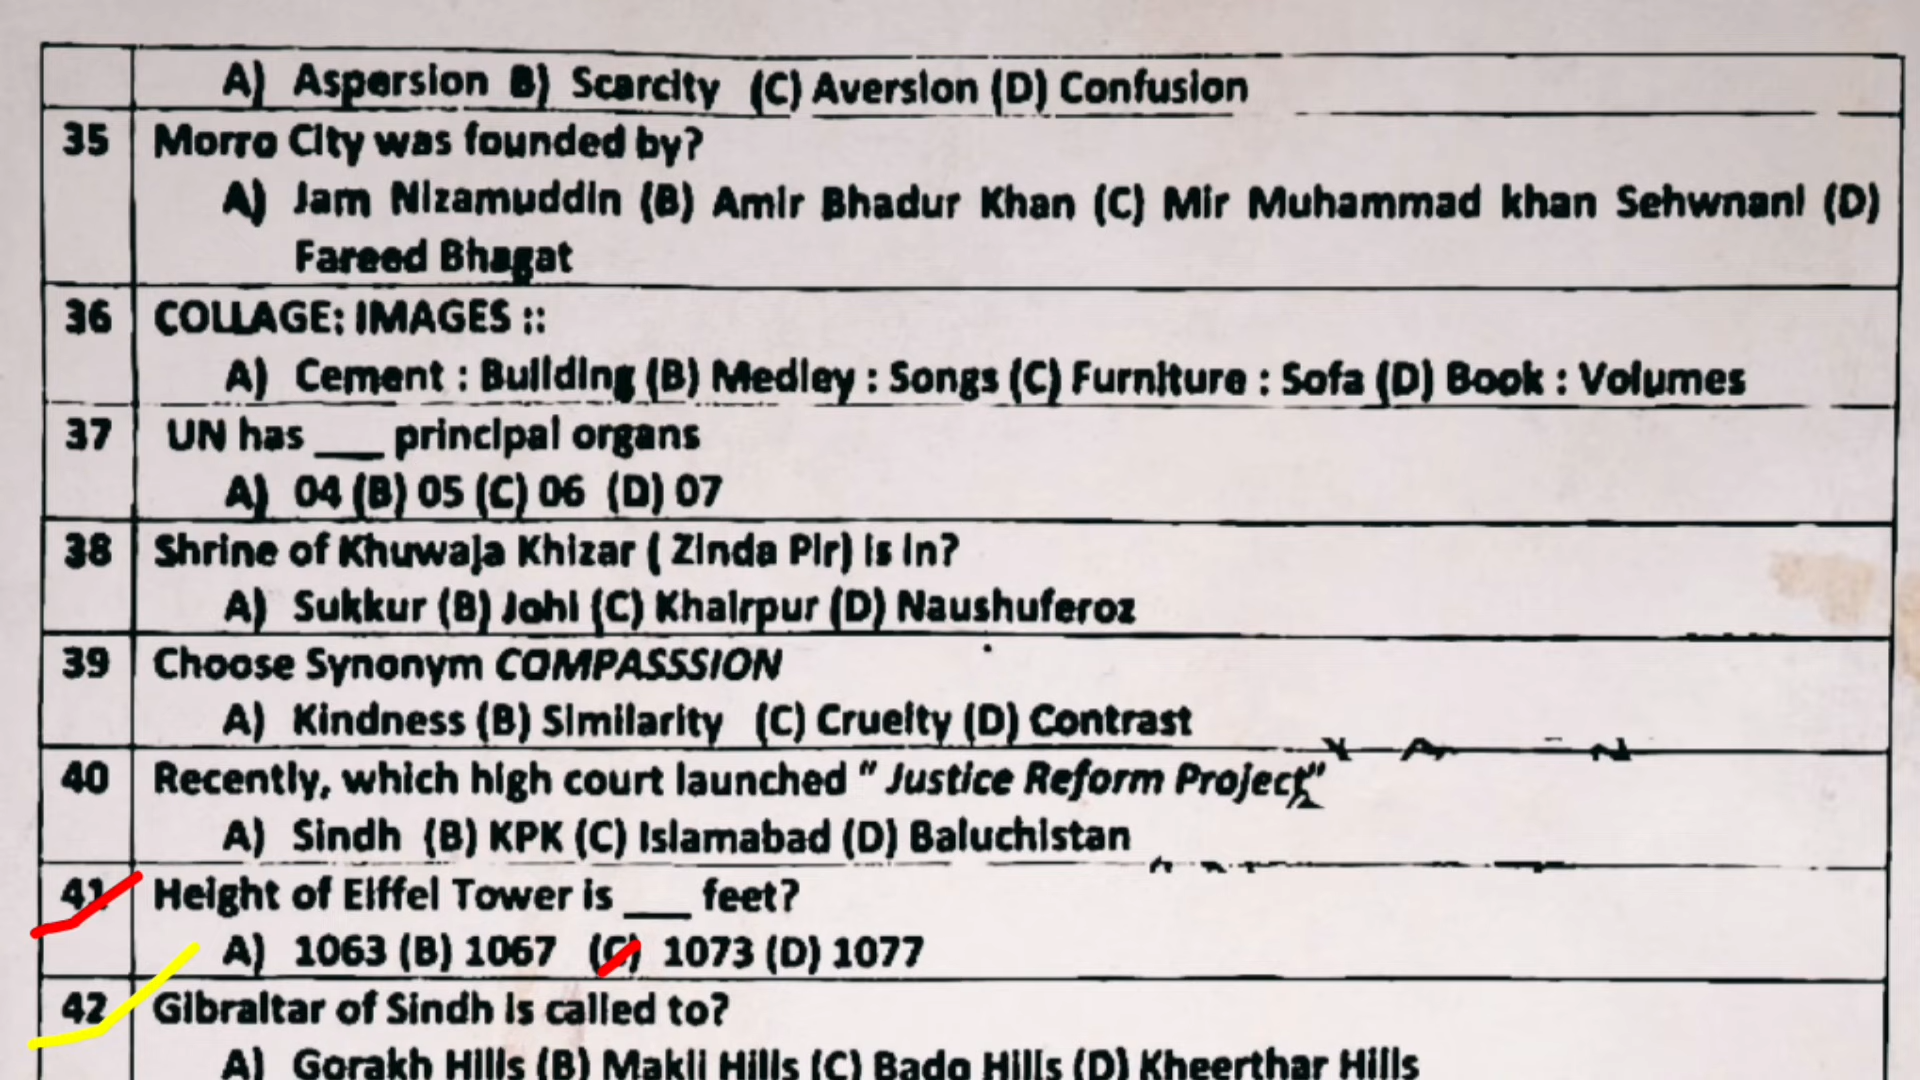 A) Aspersion B) Scarcity (C) Aversion (D) Confusion
35 Morro City was founded by?
A) Jam Nizamuddin (B) Amir Bhadur Khan (C) Mir Muhammad khan Sehwnani (D)
Fareed Bhagat
36 COLLAGE: IMAGES ::
A) Cement : Building (B) Medley : Songs (C) Furniture : Sofa (D) Book : Volumes
37 UN has ___ principal organs
A) 04 (B) 05 (C) 06 (D) 07
38 Shrine of Khuwaja Khizar ( Zinda Pir) is in?
A) Sukkur (B) Johi (C) Khairpur (D) Naushuferoz
39 Choose Synonym COMPASSSION
A) Kindness (B) Similarity (C) Cruelty (D) Contrast
40 Recently, which high court launched " Justice Reform Project"
A) Sindh (B) KPK (C) Islamabad (D) Baluchistan
41 Height of Eiffel Tower is ___ feet?
A) 1063 (B) 1067 (C) 1073 (D) 1077
42 Gibraltar of Sindh is called to?
A) Gorakh Hills (B) Makli Hills (C) Bado Hills (D) Kheerthar Hills